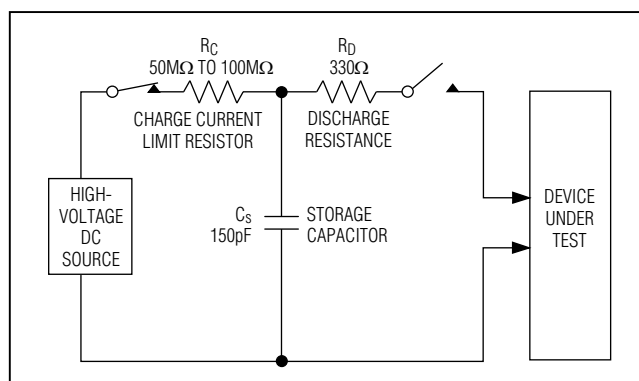 RC
50MΩ TO 100MΩ
CHARGE CURRENT
LIMIT RESISTOR
RD
330Ω
DISCHARGE
RESISTANCE
HIGH-
VOLTAGE
DC
SOURCE
CS
150pF
STORAGE
CAPACITOR
DEVICE
UNDER
TEST